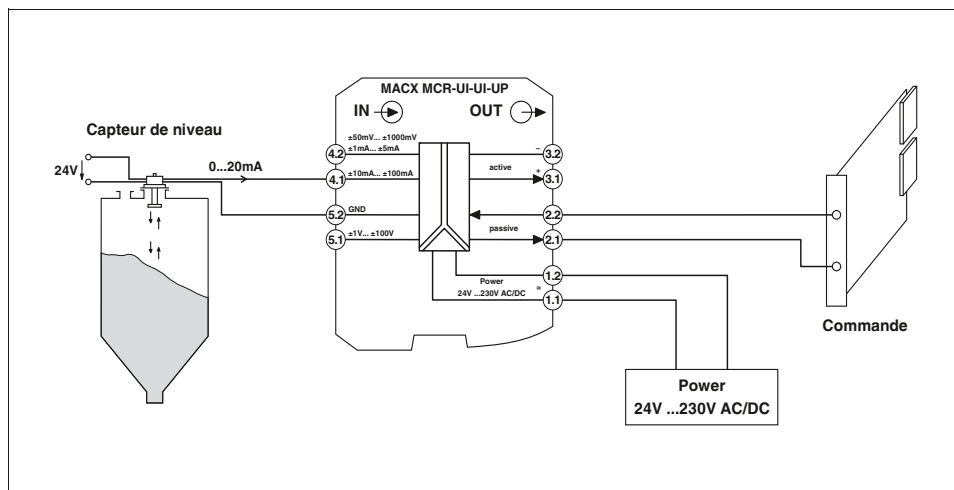 MACX MCR-UI-UI-UP
IN
OUT
Capteur de niveau
24V
0...20mA
±50mV... ±1000mV
4.2
±1mA... ±5mA
4.1
±10mA... ±100mA
5.2
GND
5.1
±1V... ±100V
–
3.2
active
+
3.1
2.2
passive
2.1
Power
24V ...230V AC/DC
1.2
1.1
Commande
Power
24V ...230V AC/DC